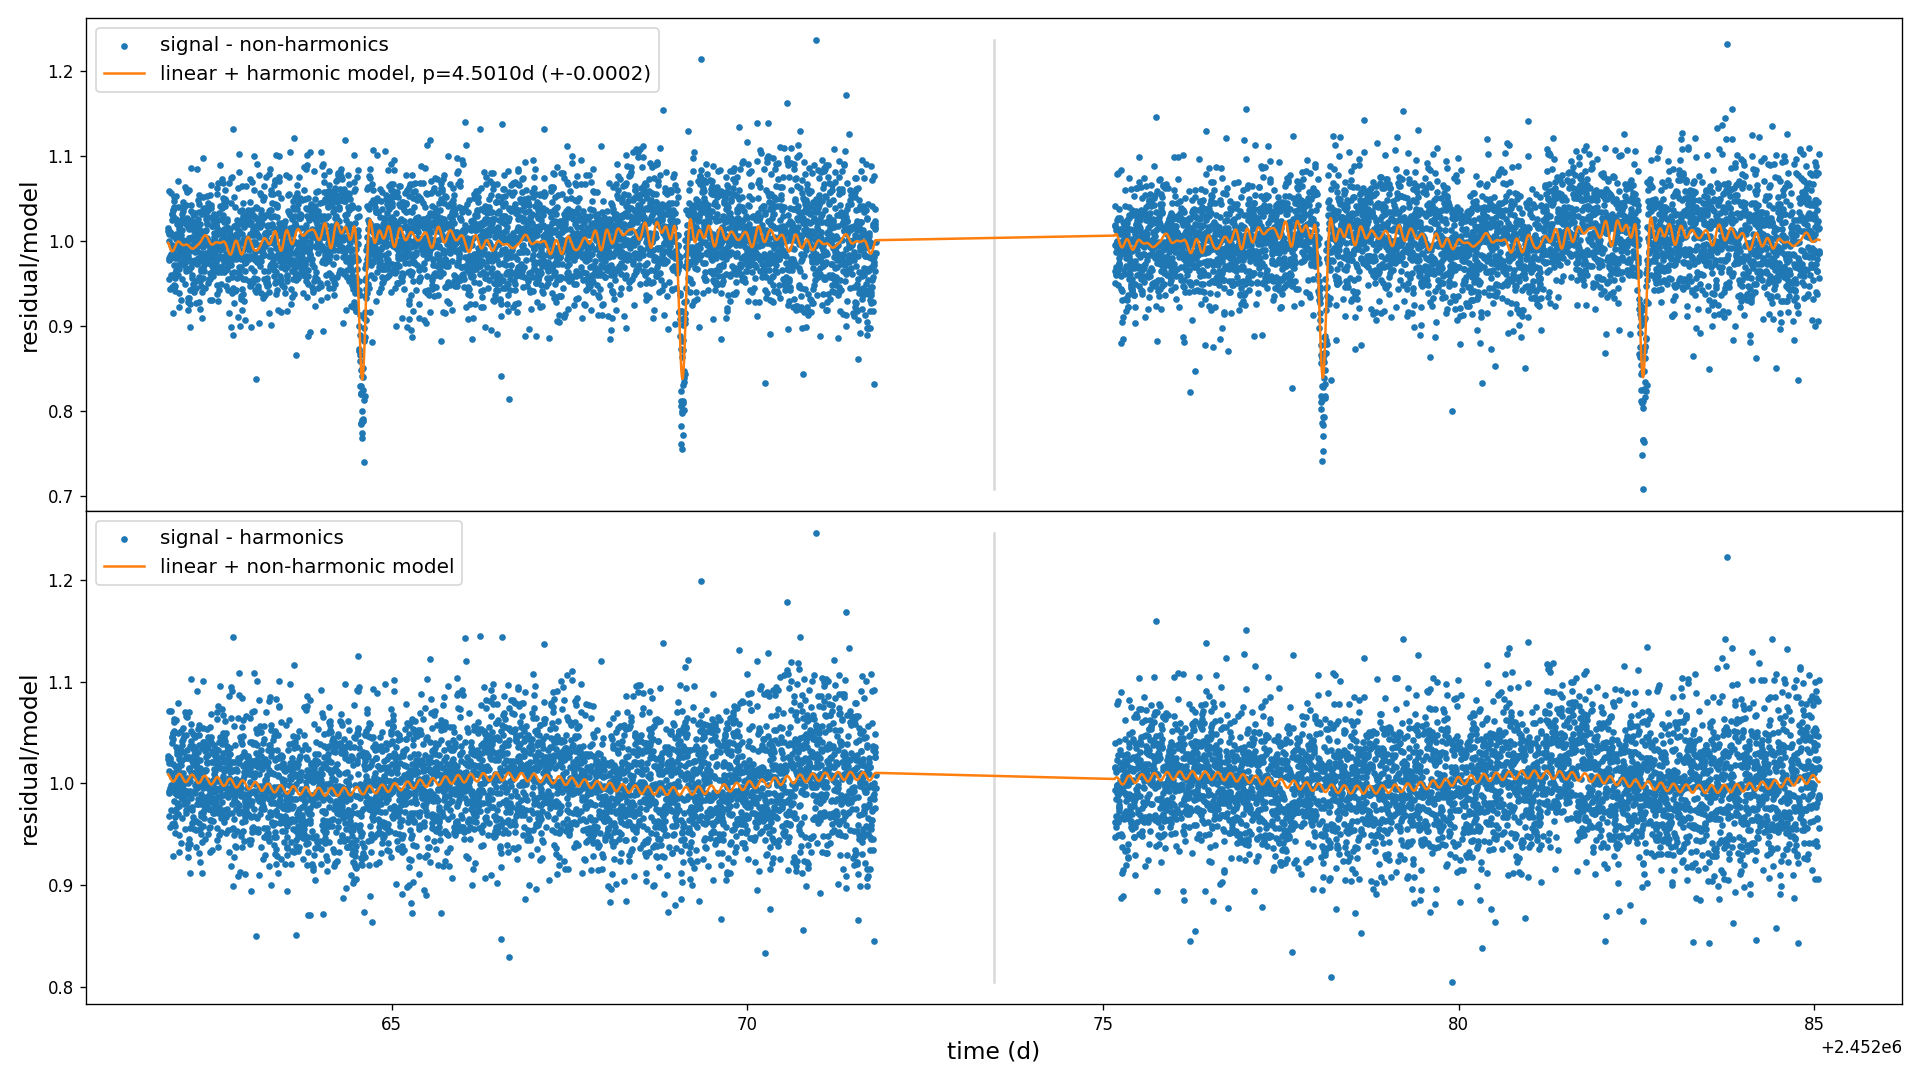 signal - non-harmonics
linear + harmonic model, p=4.5010d (+-0.0002)
1.2
1.1
1.0
0.9
0.8
0.7
residual/model
signal - harmonics
linear + non-harmonic model
1.2
1.1
1.0
0.9
0.8
residual/model
65
70
75
80
85
+2.452e6
time (d)